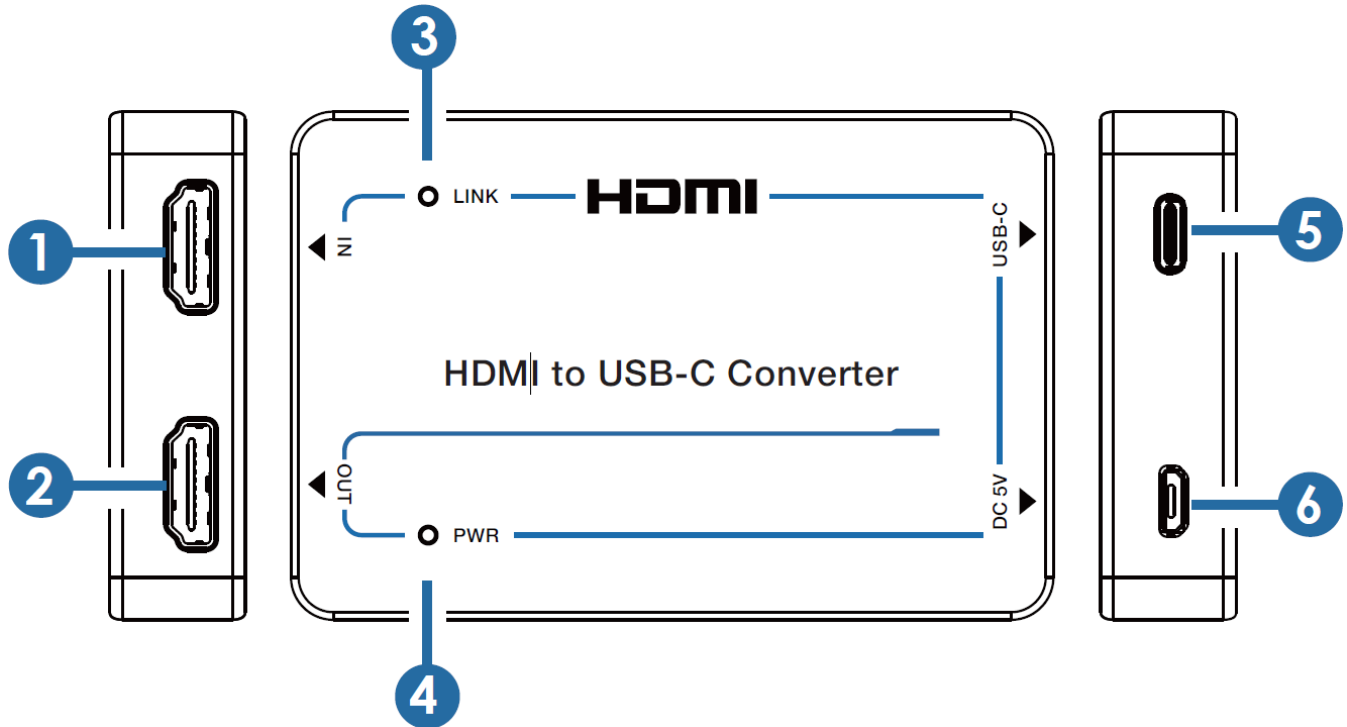 3
LINK
HDMI
IN
USB-C
1
5
HDMI to USB-C Converter
OUT
DC 5V
2
6
PWR
4